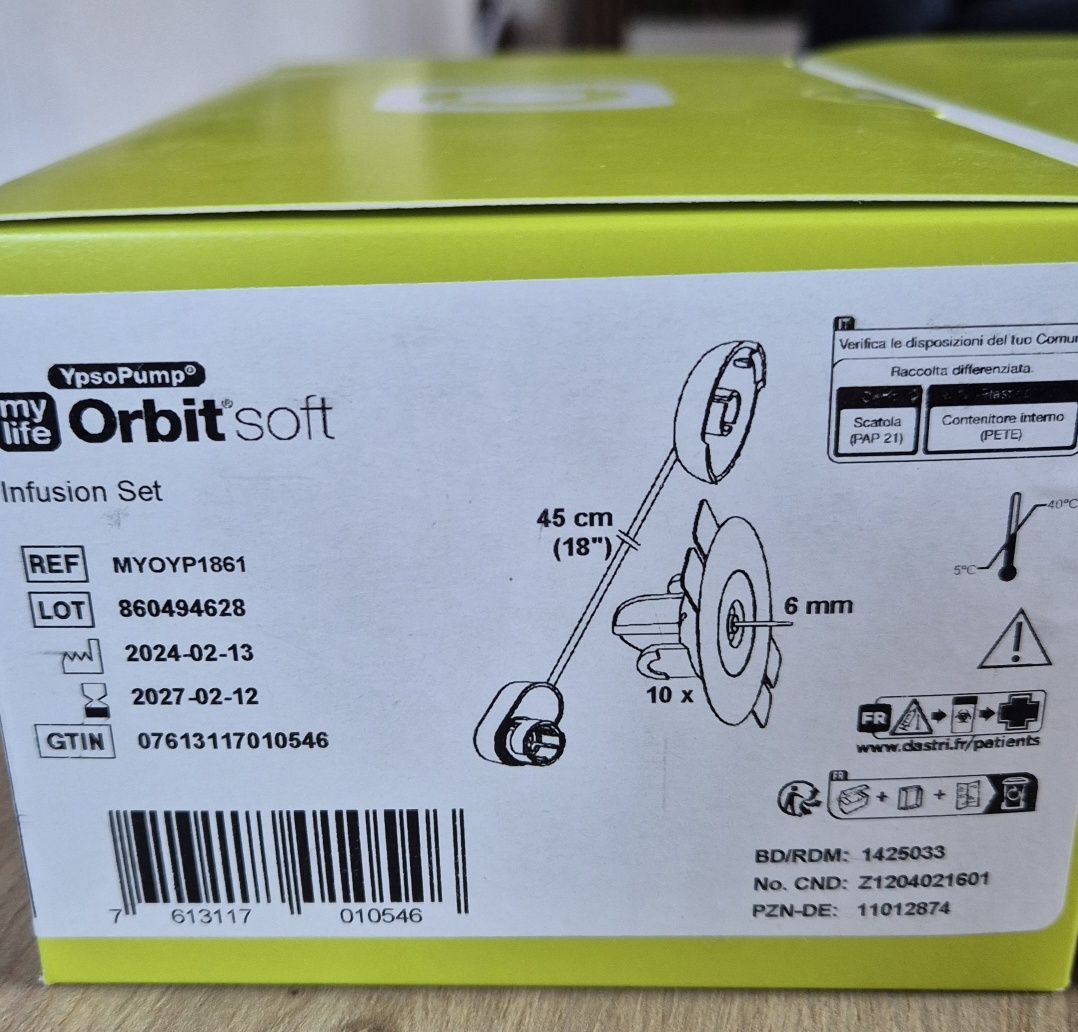 YpsoPump®
my
life
Orbit®soft
Infusion Set
REF MYOYP1861
LOT 860494628
2024-02-13
2027-02-12
GTIN 07613117010546
7 613117 010546
45 cm
(18")
6 mm
10 x
IT
Verifica le disposizioni del tuo
Raccolta differenziata.
Scatola
(PAP 21)
Contenitore interno
(PETE)
40°C
5°C
FR
www.dastri.fr/patients
FR
+ +
BD/RDM: 1425033
No. CND: Z1204021601
PZN-DE: 11012874